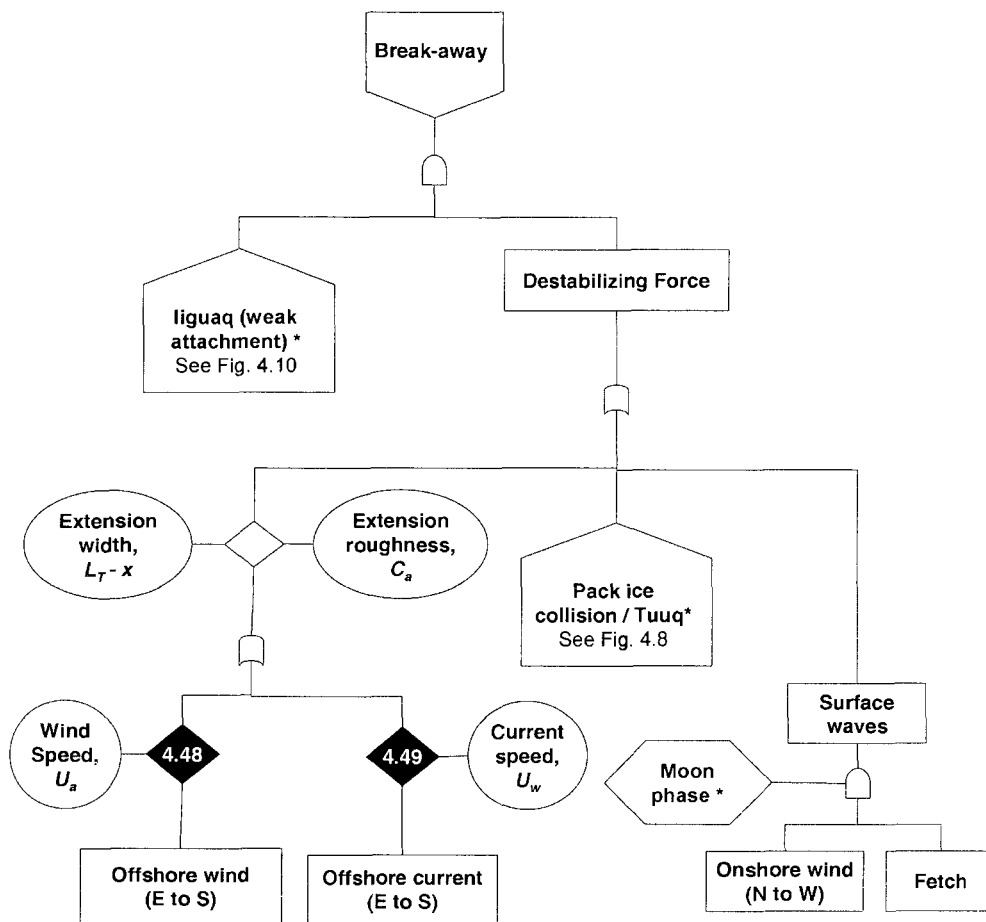 Break-away
Iiguaq (weak
attachment) *
See Fig. 4.10
Destabilizing Force
Extension
width,
L_T - x
Extension
roughness,
C_a
Pack ice
collision / Tuuq*
See Fig. 4.8
Wind
Speed,
U_a
4.48
4.49
Current
speed,
U_w
Surface
waves
Moon
phase *
Offshore wind
(E to S)
Offshore current
(E to S)
Onshore wind
(N to W)
Fetch